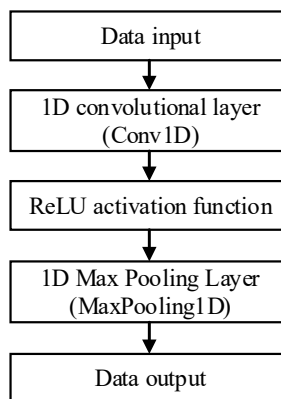 Data input
1D convolutional layer
(Conv1D)
ReLU activation function
1D Max Pooling Layer
(MaxPooling1D)
Data output